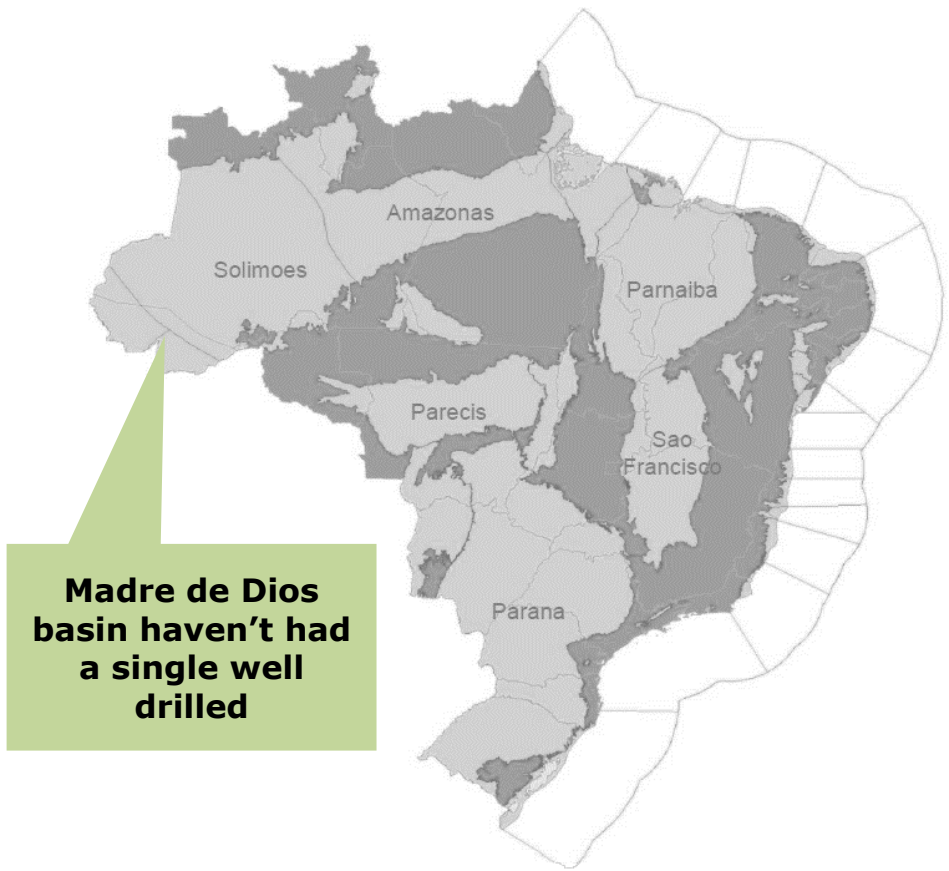 Amazonas
Solimoes
Parnaiba
Parecis
Sao
Francisco
Parana
Madre de Dios
basin haven’t had
a single well
drilled